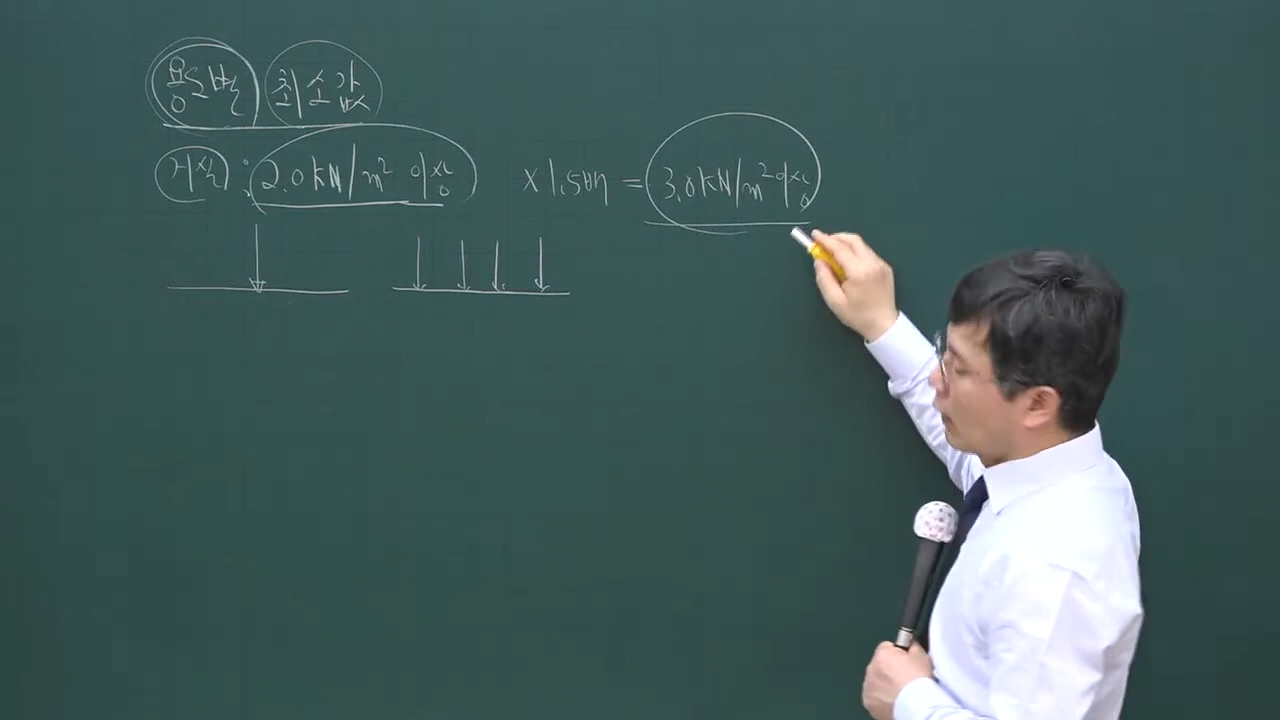 용도별 최소값
거실 : 2.0kN/m² 이상 x 1.5배 = 3.0kN/m² 이상